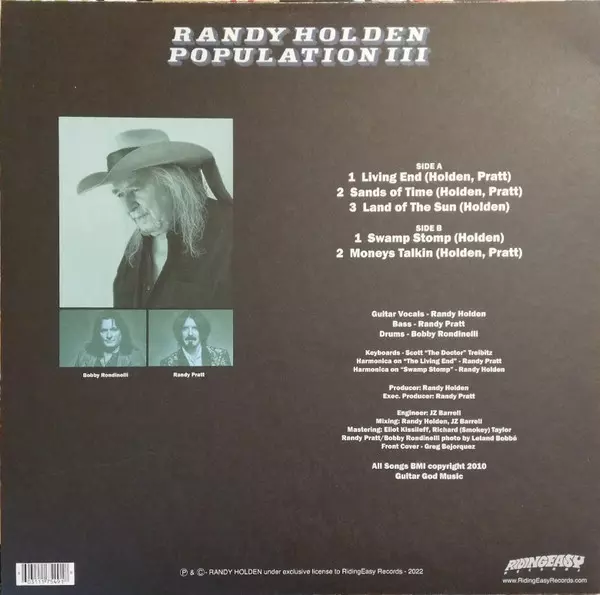 RANDY HOLDEN
POPULATION III
SIDE A
1 Living End (Holden, Pratt)
2 Sands of Time (Holden, Pratt)
3 Land of The Sun (Holden)
SIDE B
1 Swamp Stomp (Holden)
2 Moneys Talkin (Holden, Pratt)
Guitar Vocals - Randy Holden
Bass - Randy Pratt
Drums - Bobby Rondinelli
Keyboards - Scott "The Doctor" Treibitz
Harmonica on "The Living End" - Randy Pratt
Harmonica on "Swamp Stomp" - Randy Holden
Producer: Randy Holden
Exec. Producer: Randy Pratt
Engineer: JZ Barrell
Mixing: Randy Holden, JZ Barrell
Mastering: Eliot Kissileff, Richard (Smokey) Taylor
Randy Pratt/Bobby Rondinelli photo by Leland Bobbé
Front Cover - Greg Bejorquez
All Songs BMI copyright 2010
Guitar God Music
Bobby Rondinelli
Randy Pratt
℗ & ©- RANDY HOLDEN under exclusive license to RidingEasy Records - 2022
RIDINGEASY
RECORDS
www.RidingEasyRecords.com